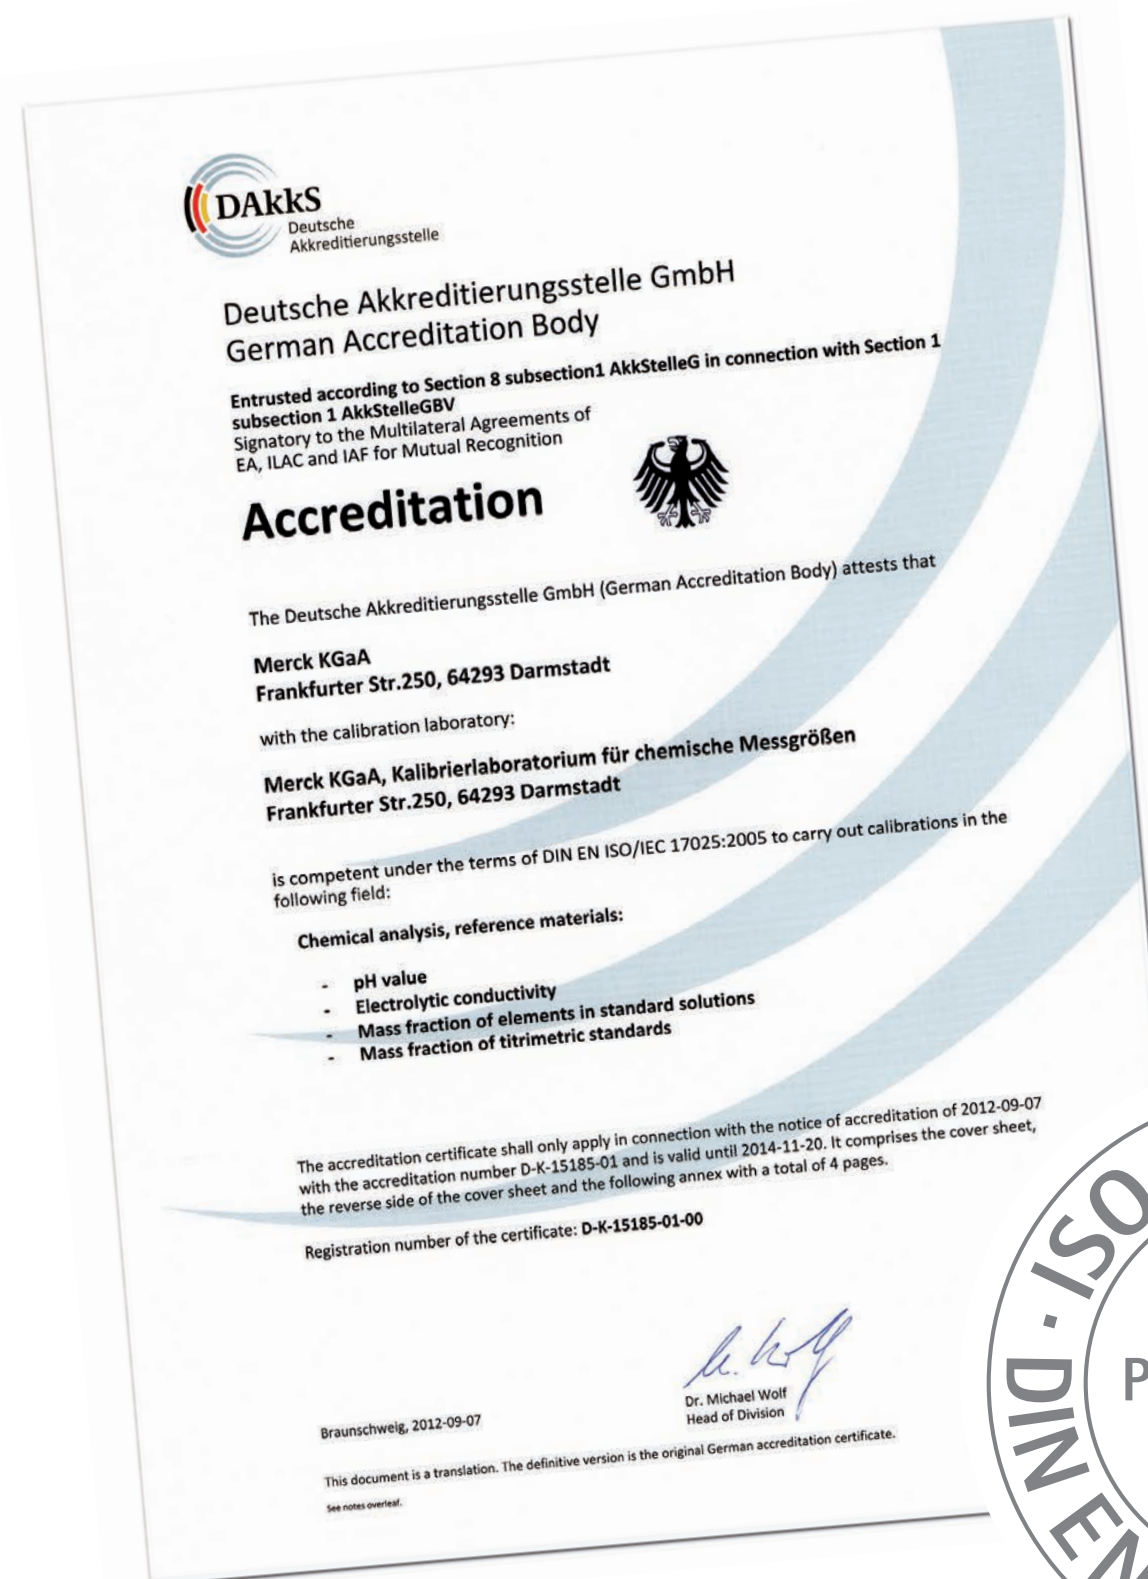 DAkkS
Deutsche
Akkreditierungsstelle
Deutsche Akkreditierungsstelle GmbH
German Accreditation Body
Entrusted according to Section 8 subsection1 AkkStelleG in connection with Section 1
subsection 1 AkkStelleGBV
Signatory to the Multilateral Agreements of
EA, ILAC and IAF for Mutual Recognition
Accreditation
The Deutsche Akkreditierungsstelle GmbH (German Accreditation Body) attests that
Merck KGaA
Frankfurter Str.250, 64293 Darmstadt
with the calibration laboratory:
Merck KGaA, Kalibrierlaboratorium für chemische Messgrößen
Frankfurter Str.250, 64293 Darmstadt
is competent under the terms of DIN EN ISO/IEC 17025:2005 to carry out calibrations in the
following field:
Chemical analysis, reference materials:
- pH value
- Electrolytic conductivity
- Mass fraction of elements in standard solutions
- Mass fraction of titrimetric standards
The accreditation certificate shall only apply in connection with the notice of accreditation of 2012-09-07
with the accreditation number D-K-15185-01 and is valid until 2014-11-20. It comprises the cover sheet,
the reverse side of the cover sheet and the following annex with a total of 4 pages.
Registration number of the certificate: D-K-15185-01-00
Dr. Michael Wolf
Head of Division
Braunschweig, 2012-09-07
This document is a translation. The definitive version is the original German accreditation certificate.
See notes overleaf.
· DIN EN
ISO
P